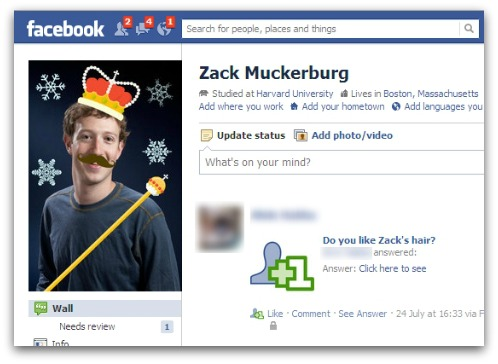 facebook
2 4 1
Search for people, places and things
Zack Muckerburg
Studied at Harvard University Lives in Boston, Massachusetts
Add where you work Add your hometown Add languages you
Update status Add photo/video
What's on your mind?
Do you like Zack's hair?
answered:
+1
Answer: Click here to see
Like · Comment · See Answer · 24 July at 16:33 via F
Wall
Needs review 1
Info